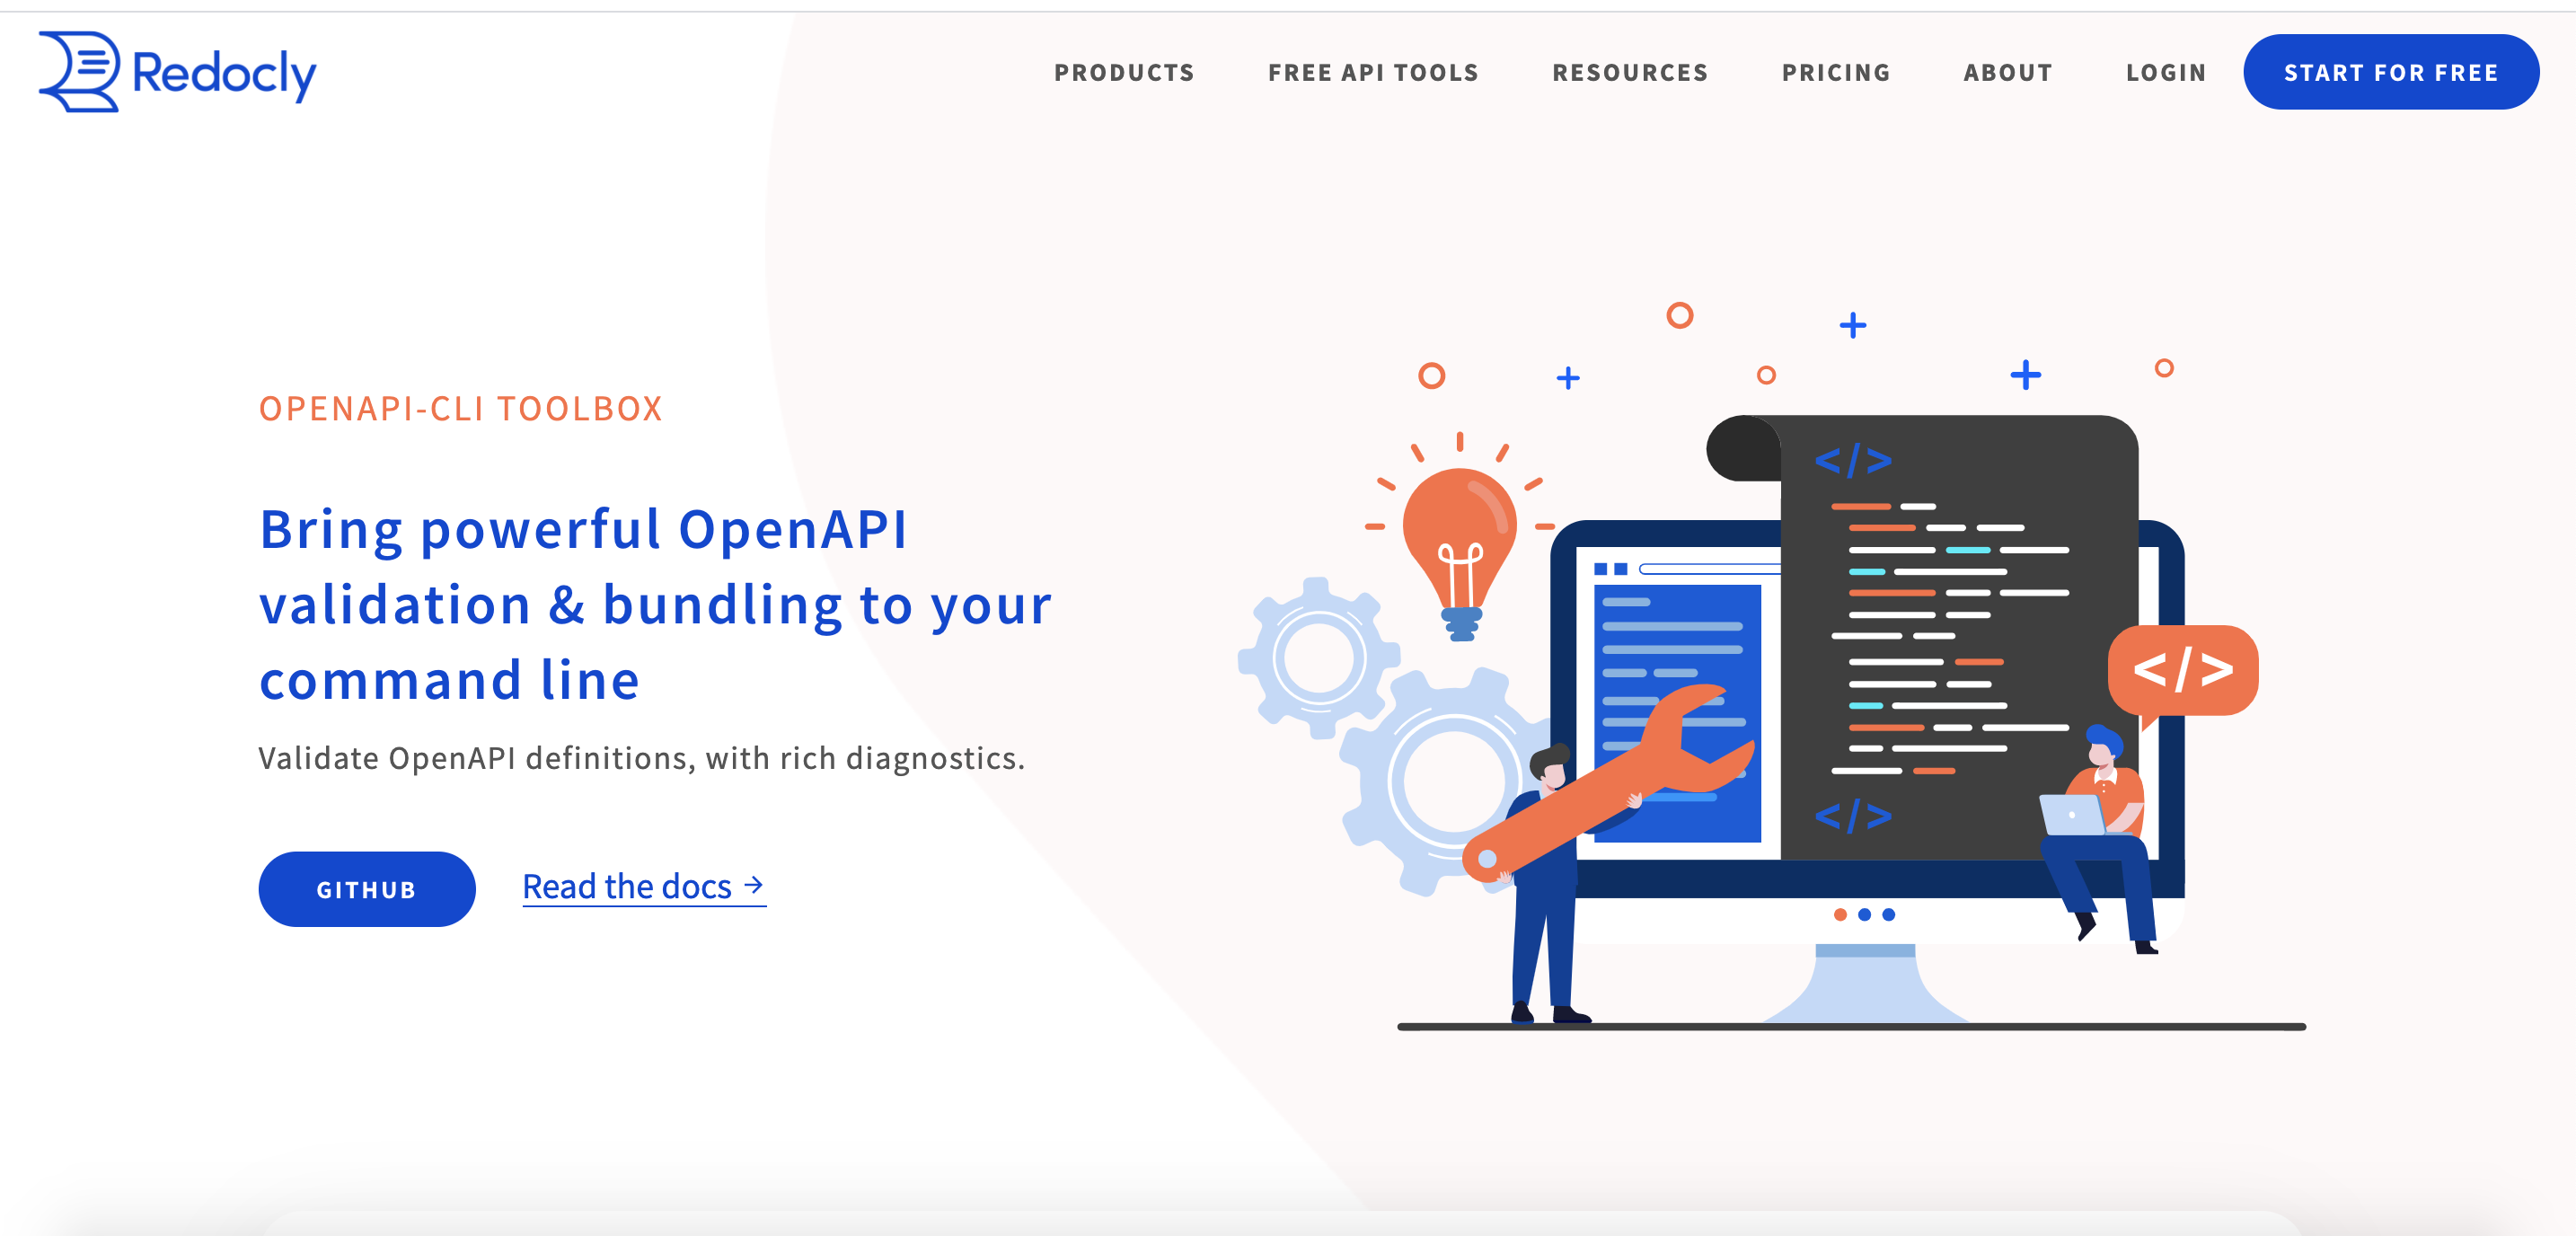 Redocly
PRODUCTS
FREE API TOOLS
RESOURCES
PRICING
ABOUT
LOGIN
START FOR FREE
OPENAPI-CLI TOOLBOX
Bring powerful OpenAPI
validation & bundling to your
command line
Validate OpenAPI definitions, with rich diagnostics.
GITHUB
Read the docs →
</>
</>
</>